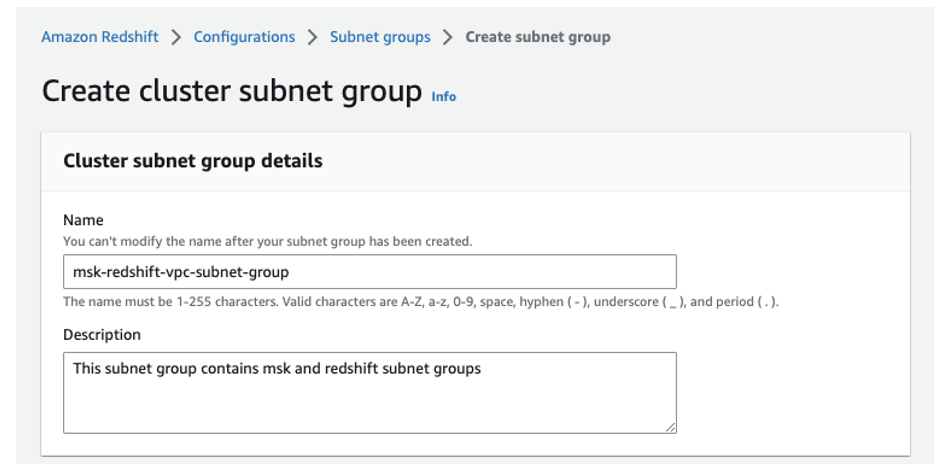 Amazon Redshift > Configurations > Subnet groups > Create subnet group
Create cluster subnet group Info
Cluster subnet group details
Name
You can't modify the name after your subnet group has been created.
msk-redshift-vpc-subnet-group
The name must be 1-255 characters. Valid characters are A-Z, a-z, 0-9, space, hyphen ( - ), underscore ( _ ), and period ( . ).
Description
This subnet group contains msk and redshift subnet groups